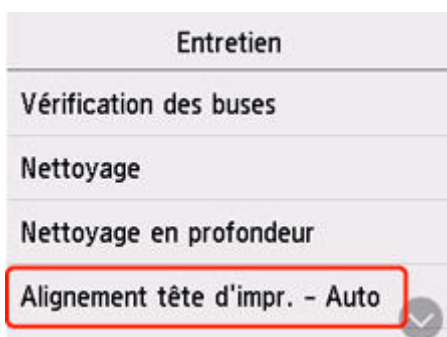 Entretien
Vérification des buses
Nettoyage
Nettoyage en profondeur
Alignement tête d'impr. - Auto